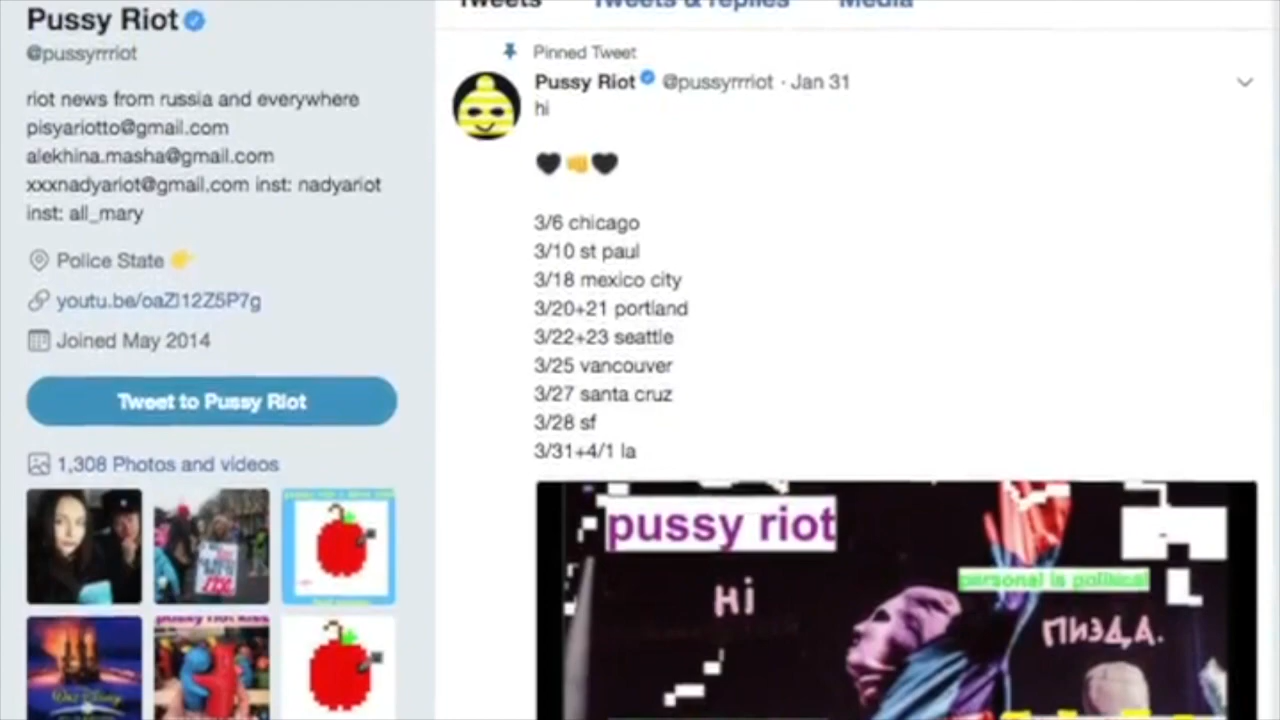 Pussy Riot
@pussyrrriot
riot news from russia and everywhere
pisyariotto@gmail.com
alekhina.masha@gmail.com
xxxnadyariot@gmail.com inst: nadyariot
inst: all_mary
Police State 👉
youtu.be/oaZl12Z5P7g
Joined May 2014
Tweet to Pussy Riot
1,308 Photos and videos
Tweets Tweets & replies Media
Pinned Tweet
Pussy Riot @pussyrrriot · Jan 31
hi
🖤👊🖤
3/6 chicago
3/10 st paul
3/18 mexico city
3/20+21 portland
3/22+23 seattle
3/25 vancouver
3/27 santa cruz
3/28 sf
3/31+4/1 la
pussy riot
personal is political
Hi
ПИЗДА.
Walt Disney